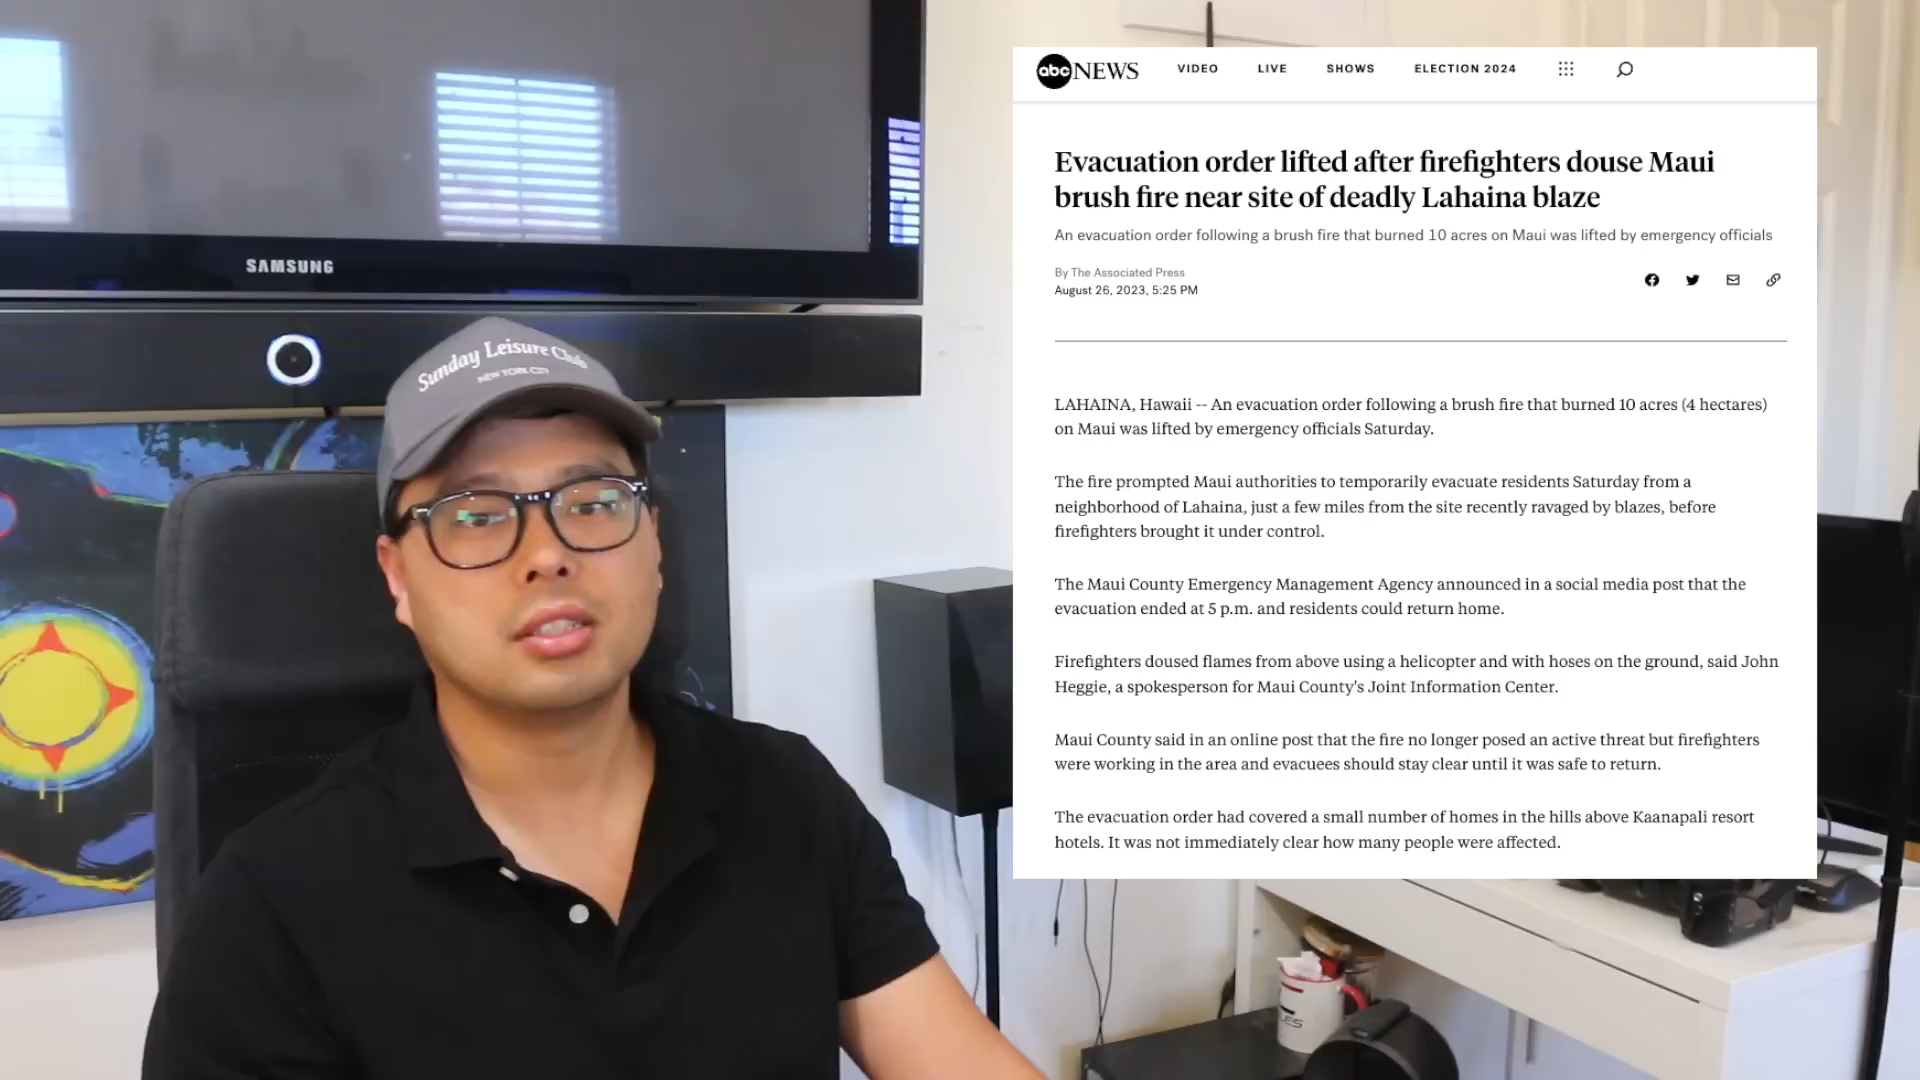 SAMSUNG
Sunday Leisure Club
NEW YORK CITY
abc NEWS
VIDEO
LIVE
SHOWS
ELECTION 2024
Evacuation order lifted after firefighters douse Maui
brush fire near site of deadly Lahaina blaze
An evacuation order following a brush fire that burned 10 acres on Maui was lifted by emergency officials
By The Associated Press
August 26, 2023, 5:25 PM
LAHAINA, Hawaii -- An evacuation order following a brush fire that burned 10 acres (4 hectares)
on Maui was lifted by emergency officials Saturday.
The fire prompted Maui authorities to temporarily evacuate residents Saturday from a
neighborhood of Lahaina, just a few miles from the site recently ravaged by blazes, before
firefighters brought it under control.
The Maui County Emergency Management Agency announced in a social media post that the
evacuation ended at 5 p.m. and residents could return home.
Firefighters doused flames from above using a helicopter and with hoses on the ground, said John
Heggie, a spokesperson for Maui County's Joint Information Center.
Maui County said in an online post that the fire no longer posed an active threat but firefighters
were working in the area and evacuees should stay clear until it was safe to return.
The evacuation order had covered a small number of homes in the hills above Kaanapali resort
hotels. It was not immediately clear how many people were affected.